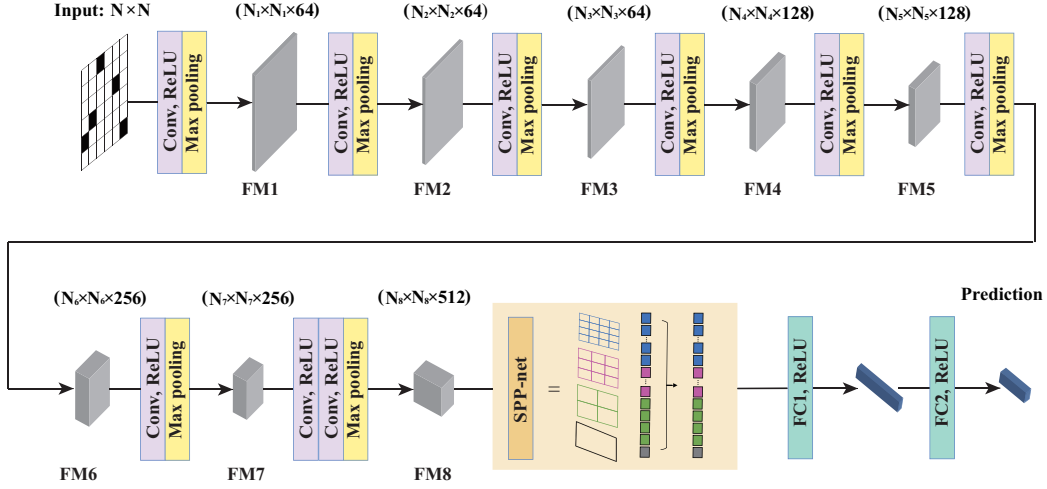 Input: N×N
(N₁×N₁×64)
(N₂×N₂×64)
(N₃×N₃×64)
(N₄×N₄×128)
(N₅×N₅×128)
Conv, ReLU
Max pooling
FM1
Conv, ReLU
Max pooling
FM2
Conv, ReLU
Max pooling
FM3
Conv, ReLU
Max pooling
FM4
Conv, ReLU
Max pooling
FM5
Conv, ReLU
Max pooling
(N₆×N₆×256)
(N₇×N₇×256)
(N₈×N₈×512)
Prediction
FM6
Conv, ReLU
Max pooling
FM7
Conv, ReLU
Conv, ReLU
Max pooling
FM8
SPP-net
=
FC1, ReLU
FC2, ReLU